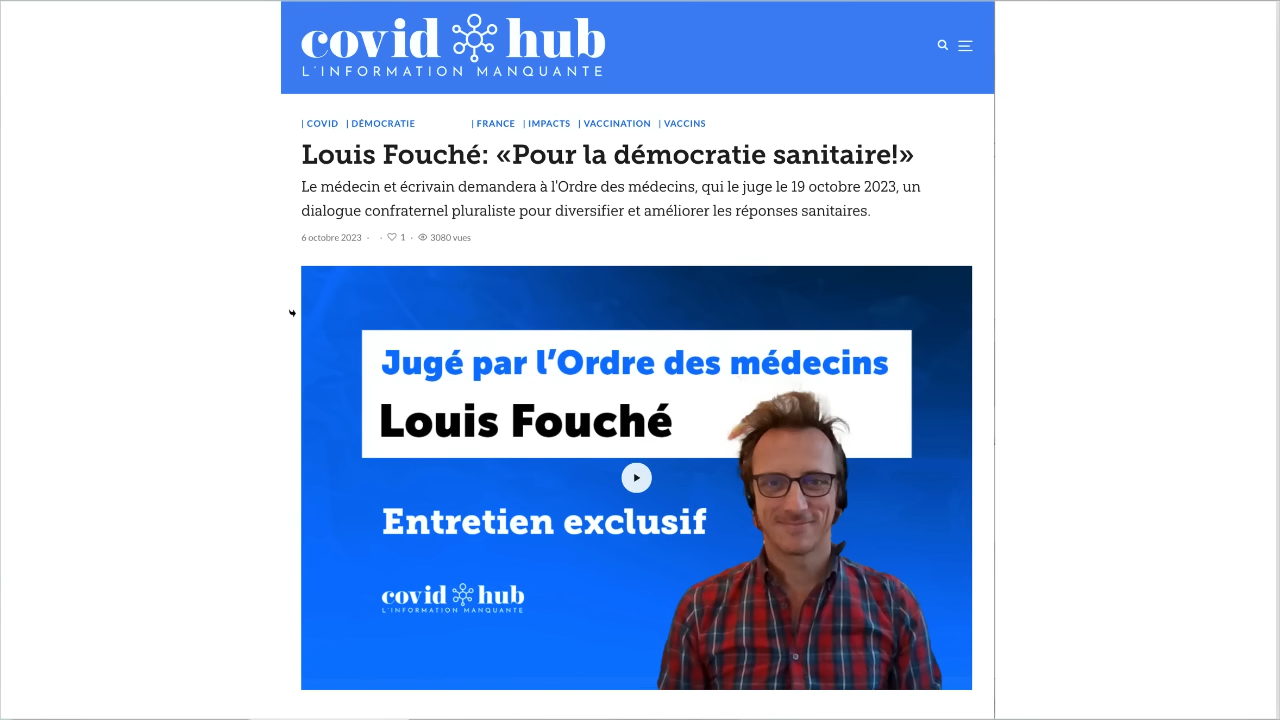 covid hub
L'INFORMATION MANQUANTE
| COVID | DÉMOCRATIE | FRANCE | IMPACTS | VACCINATION | VACCINS
Louis Fouché: «Pour la démocratie sanitaire!»
Le médecin et écrivain demandera à l'Ordre des médecins, qui le juge le 19 octobre 2023, un
dialogue confraternel pluraliste pour diversifier et améliorer les réponses sanitaires.
6 octobre 2023 · · 1 · 3080 vues
Jugé par l'Ordre des médecins
Louis Fouché
Entretien exclusif
covid hub
L'INFORMATION MANQUANTE